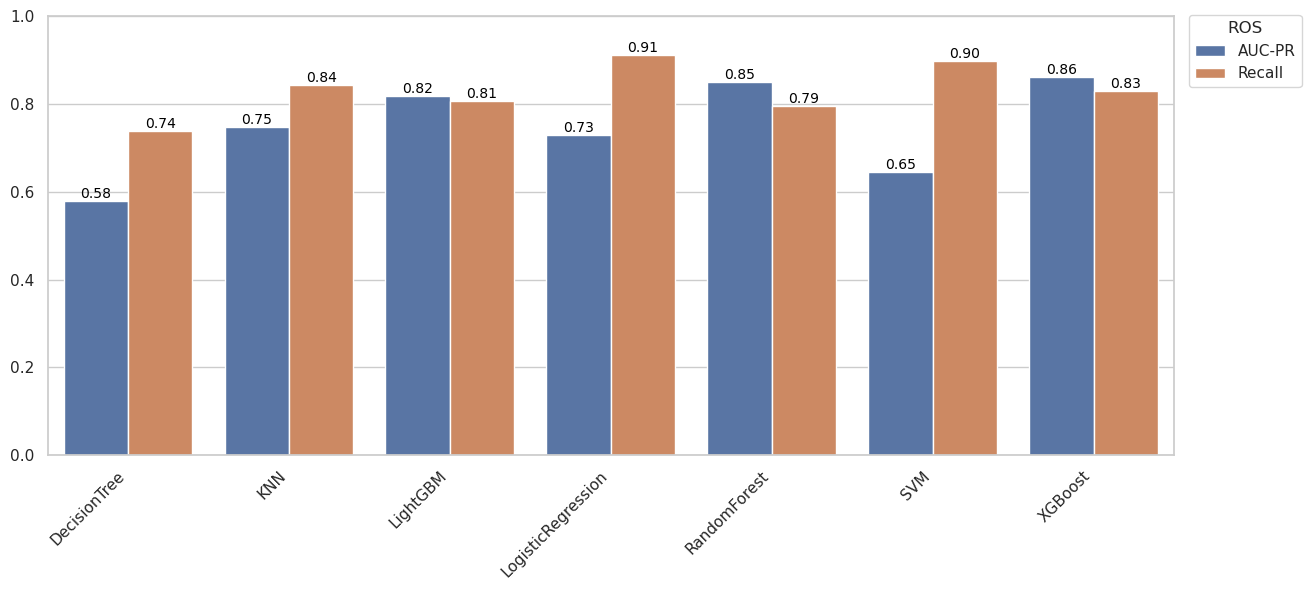 ROS
AUC-PR
Recall
1.0
0.8
0.6
0.4
0.2
0.0
0.58
0.74
0.75
0.84
0.82
0.81
0.73
0.91
0.85
0.79
0.65
0.90
0.86
0.83
DecisionTree
KNN
LightGBM
LogisticRegression
RandomForest
SVM
XGBoost